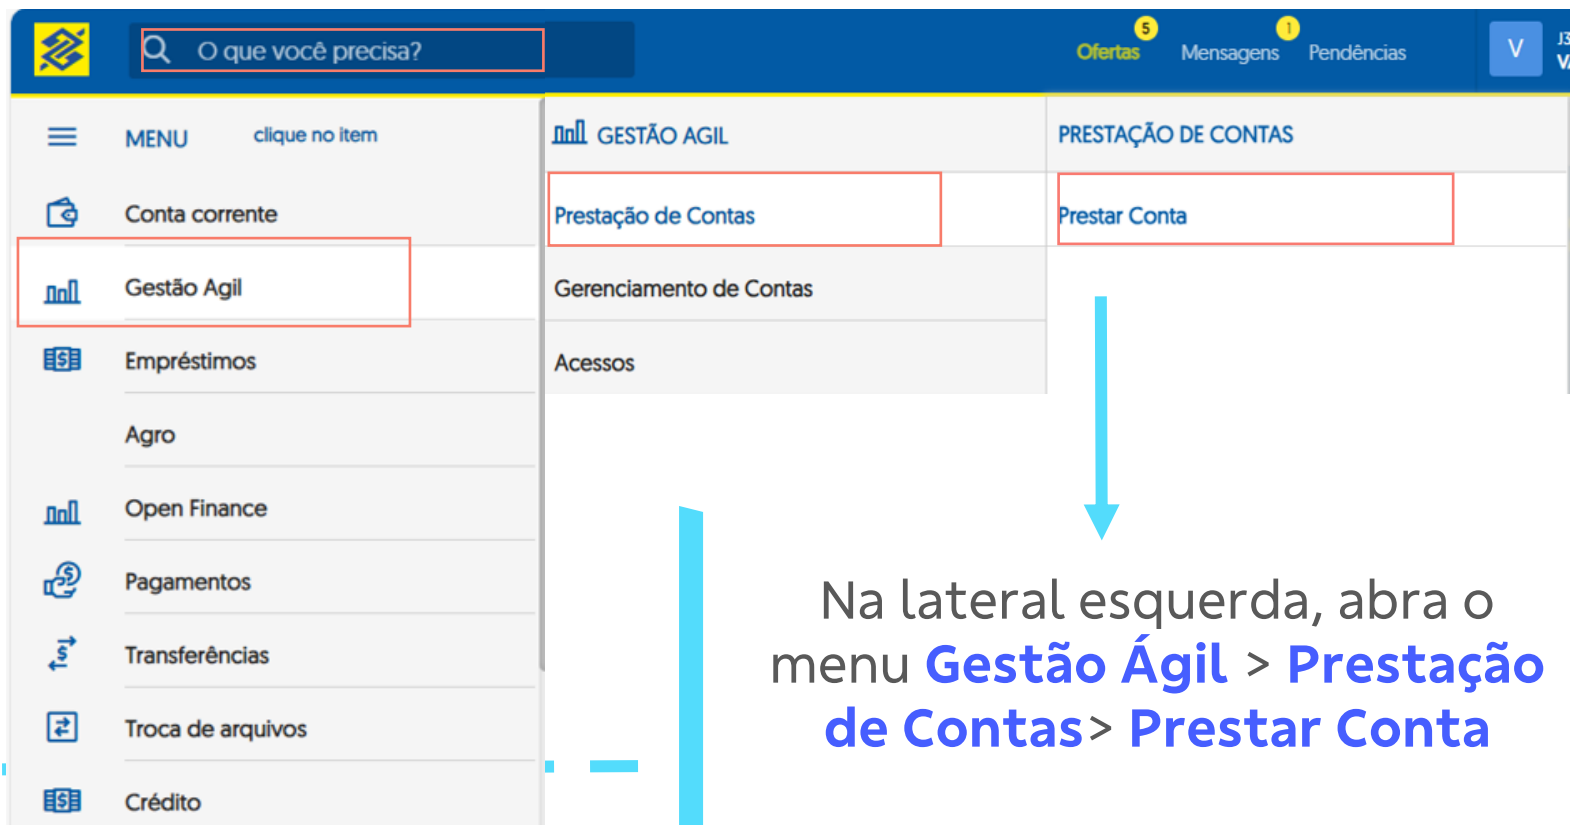 O que você precisa?
5
Ofertas
Mensagens
1
Pendências
V
J3
MENU
clique no item
Conta corrente
Gestão Agil
Empréstimos
Agro
Open Finance
Pagamentos
Transferências
Troca de arquivos
Crédito
GESTÃO AGIL
Prestação de Contas
Gerenciamento de Contas
Acessos
PRESTAÇÃO DE CONTAS
Prestar Conta
Na lateral esquerda, abra o
menu Gestão Ágil > Prestação
de Contas> Prestar Conta